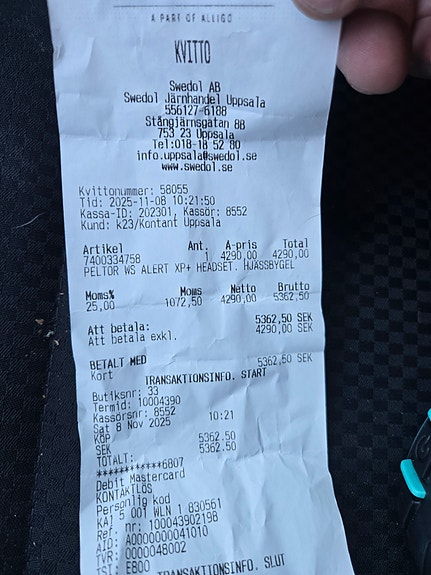 A PART OF ALLIGO
KVITTO
Swedol AB
Swedol Järnhandel Uppsala
556127-6188
Stångjärnsgatan 8B
753 23 Uppsala
Tel:018-18 52 80
info.uppsala@swedol.se
www.swedol.se
Kvittonummer: 58055
Tid: 2025-11-08 10:21:50
Kassa-ID: 202301, Kassör: 8552
Kund: k23/Kontant Uppsala
Artikel Ant. A-pris Total
7400334758 1 4290,00 4290,00
PELTOR WS ALERT XP+ HEADSET. HJÄSSBYGEL
Moms% Moms Netto Brutto
25,00 1072,50 4290,00 5362,50
Att betala: 5362,50 SEK
Att betala exkl. 4290,00 SEK
BETALT MED
Kort 5362,50 SEK
TRANSAKTIONSINFO. START
Butiksnr: 33
Termid: 10004390
Kassörsnr: 8552
Sat 8 Nov 2025 10:21
KÖP 5362.50
SEK 5362.50
TOTALT:
************6807
Debit Mastercard
KONTAKTLÖS
Personlig kod
KA1 5 001 WLN 1 830561
Ref. nr: 100043902198
AID: A0000000041010
TVR: 0000048002
TSI: E800
TRANSAKTIONSINFO. SLUT